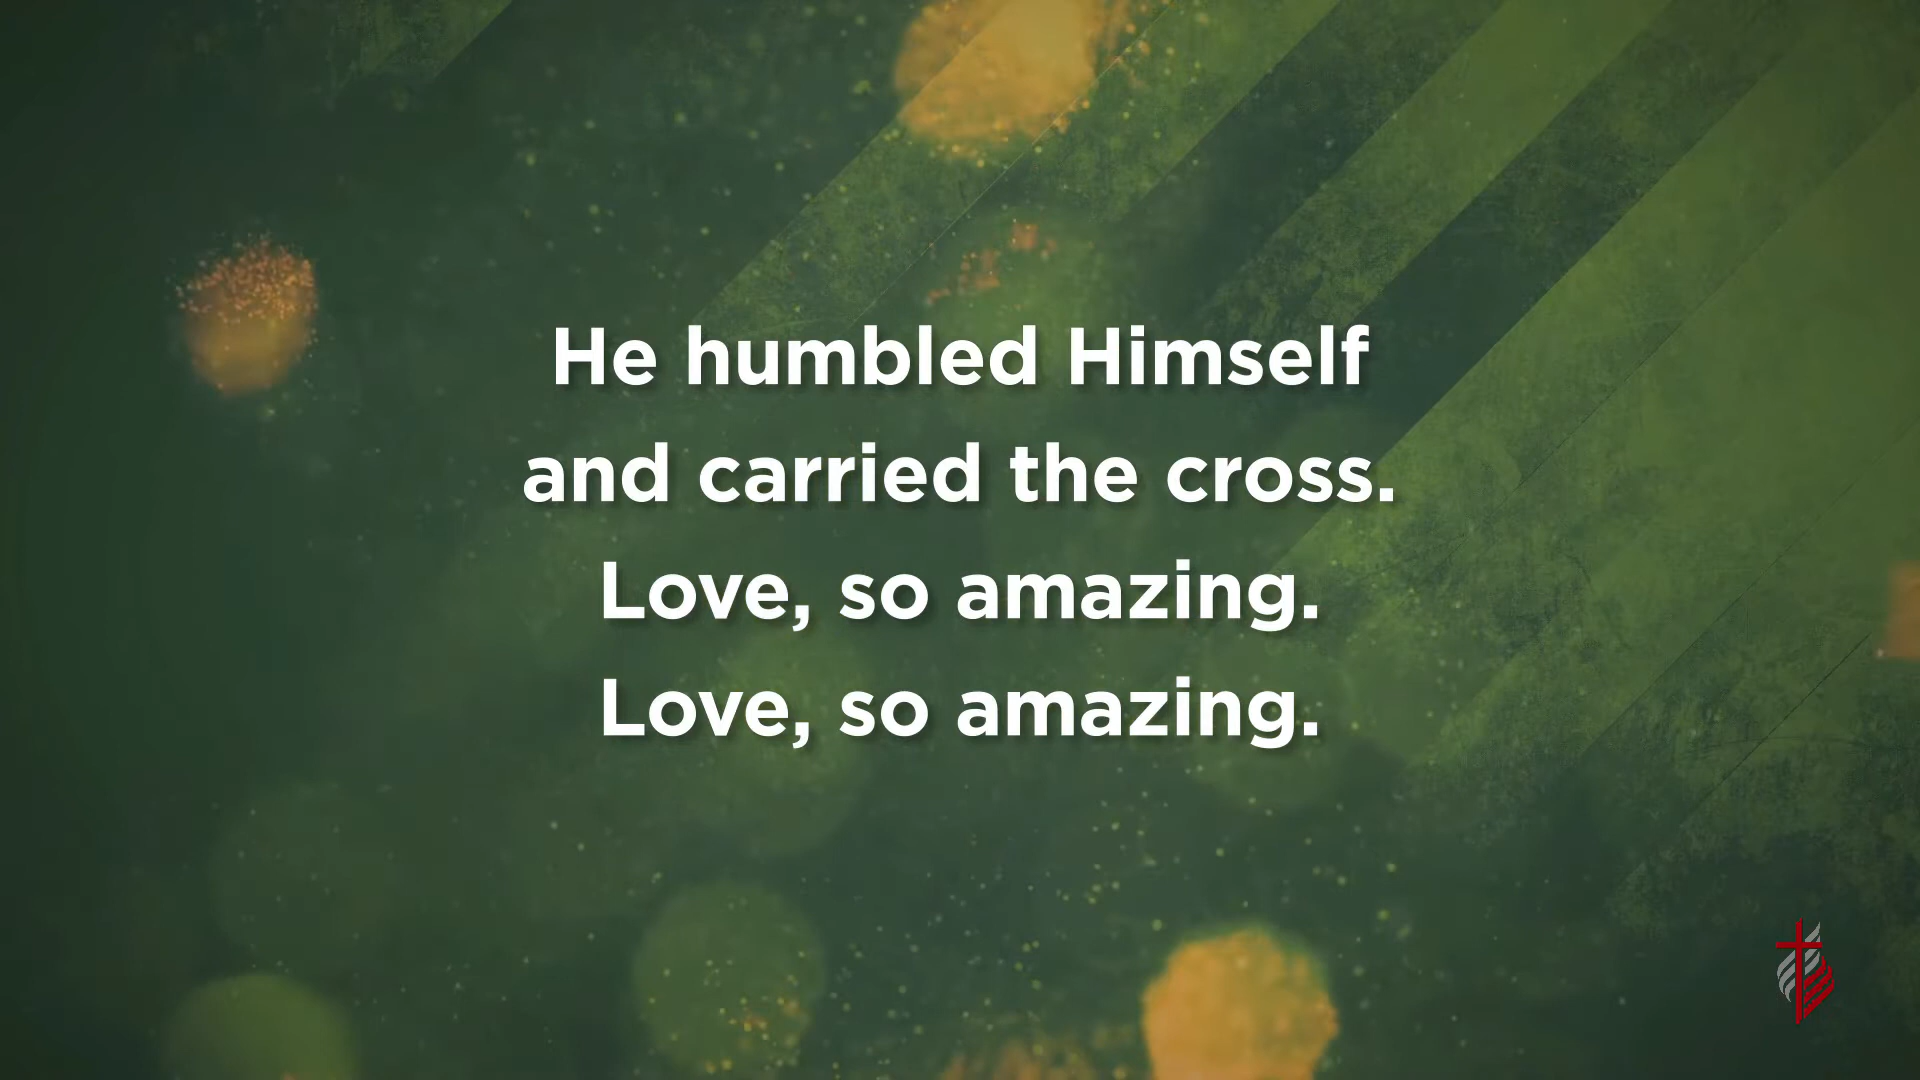 He humbled Himself
and carried the cross.
Love, so amazing.
Love, so amazing.